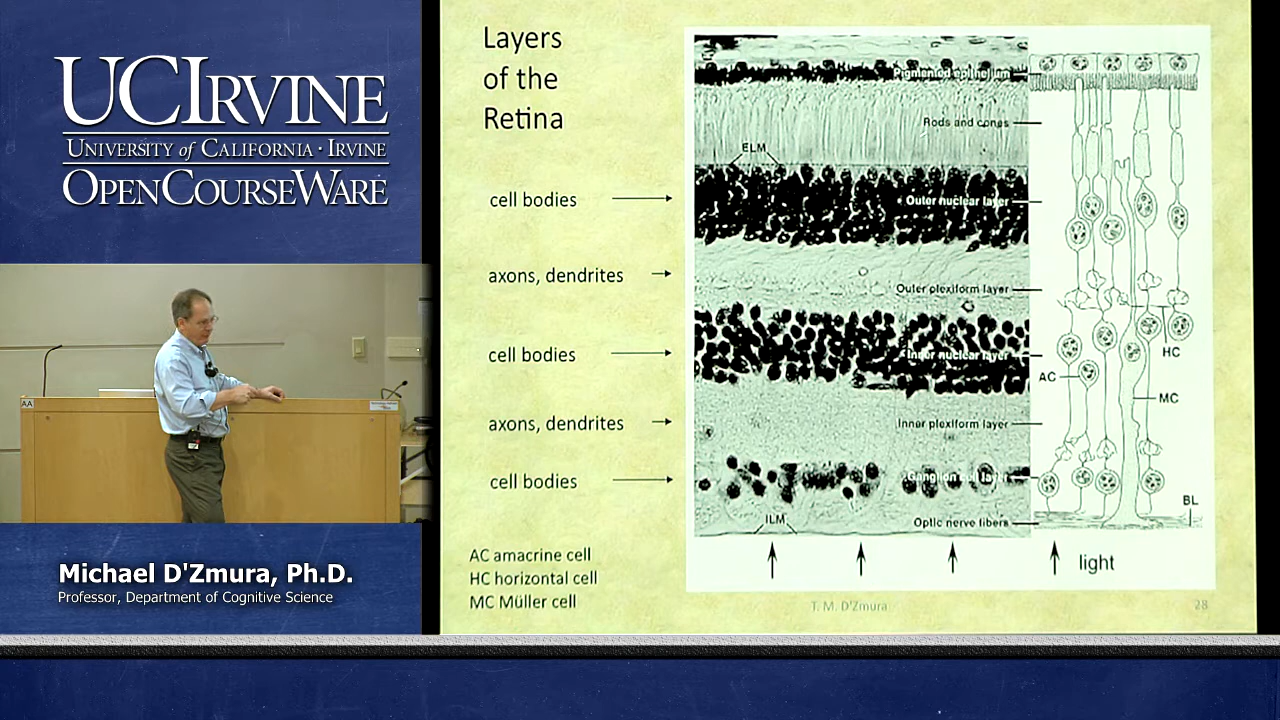 UCIRVINE
UNIVERSITY of CALIFORNIA · IRVINE
OPENCOURSEWARE
AA
Michael D'Zmura, Ph.D.
Professor, Department of Cognitive Science
Layers
of the
Retina
cell bodies
axons, dendrites
cell bodies
axons, dendrites
cell bodies
AC amacrine cell
HC horizontal cell
MC Müller cell
Pigmented epithelium
Rods and cones
ELM
Outer nuclear layer
Outer plexiform layer
Inner nuclear layer
HC
AC
MC
Inner plexiform layer
Ganglion cell layer
BL
ILM
Optic nerve fibers
light
T. M. D'Zmura
28